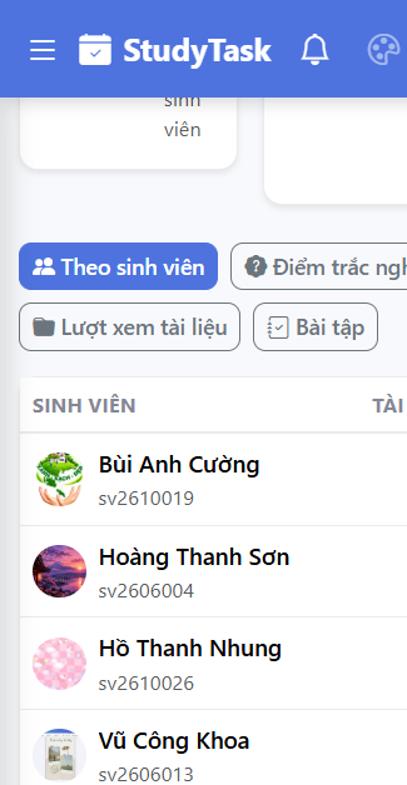 StudyTask
sinh
viên
Theo sinh viên
Điểm trắc ngh
Lượt xem tài liệu
Bài tập
SINH VIÊN
TÀI
Bùi Anh Cường
sv2610019
Hoàng Thanh Sơn
sv2606004
Hồ Thanh Nhung
sv2610026
Vũ Công Khoa
sv2606013